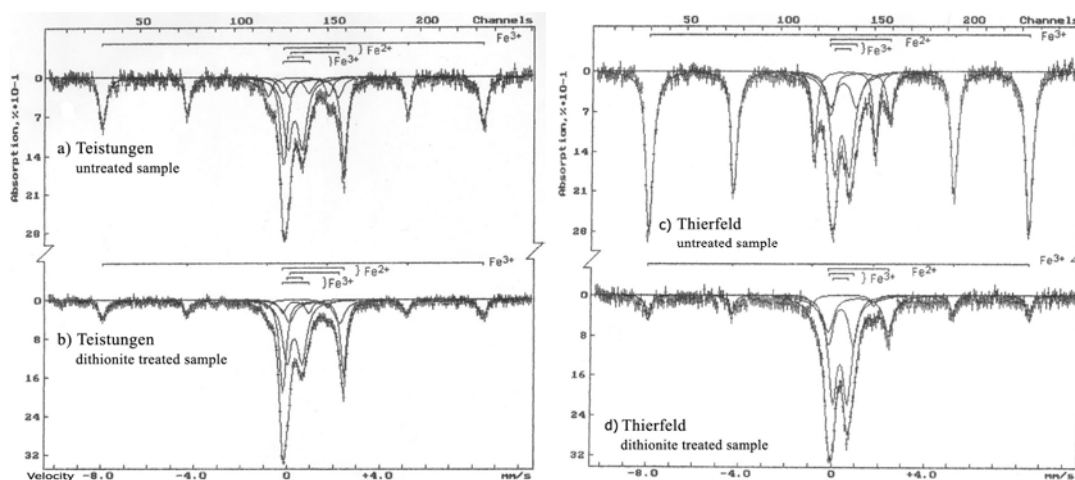 50 100 150 200 Channels
Fe3+
}Fe2+
}Fe3+
0
7
14
21
28
Absorption,%*10-1
a) Teistungen
untreated sample
Fe3+
}Fe2+
}Fe3+
0
8
16
24
32
b) Teistungen
dithionite treated sample
Velocity -8.0 -4.0 0 +4.0 mm/s
50 100 150 200 Channels
Fe3+
Fe2+
}Fe3+
0
7
14
21
28
Absorption,%*10-1
c) Thierfeld
untreated sample
Fe3+
Fe2+
}Fe3+
0
8
16
24
32
d) Thierfeld
dithionite treated sample
-8.0 -4.0 0 +4.0 mm/s